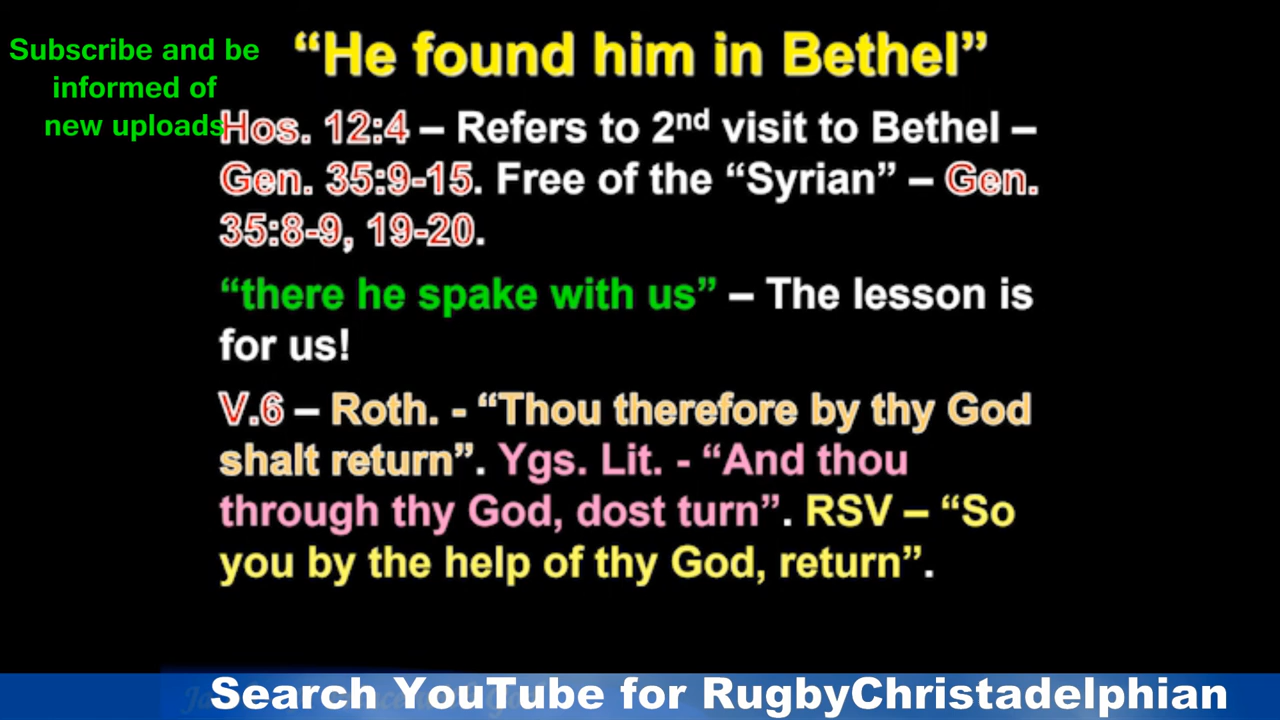 Subscribe and be
informed of
new uploads
“He found him in Bethel”
Hos. 12:4 – Refers to 2nd visit to Bethel –
Gen. 35:9-15. Free of the “Syrian” – Gen.
35:8-9, 19-20.
“there he spake with us” – The lesson is
for us!
V.6 – Roth. - “Thou therefore by thy God
shalt return”. Ygs. Lit. - “And thou
through thy God, dost turn”. RSV – “So
you by the help of thy God, return”.
Search YouTube for RugbyChristadelphian